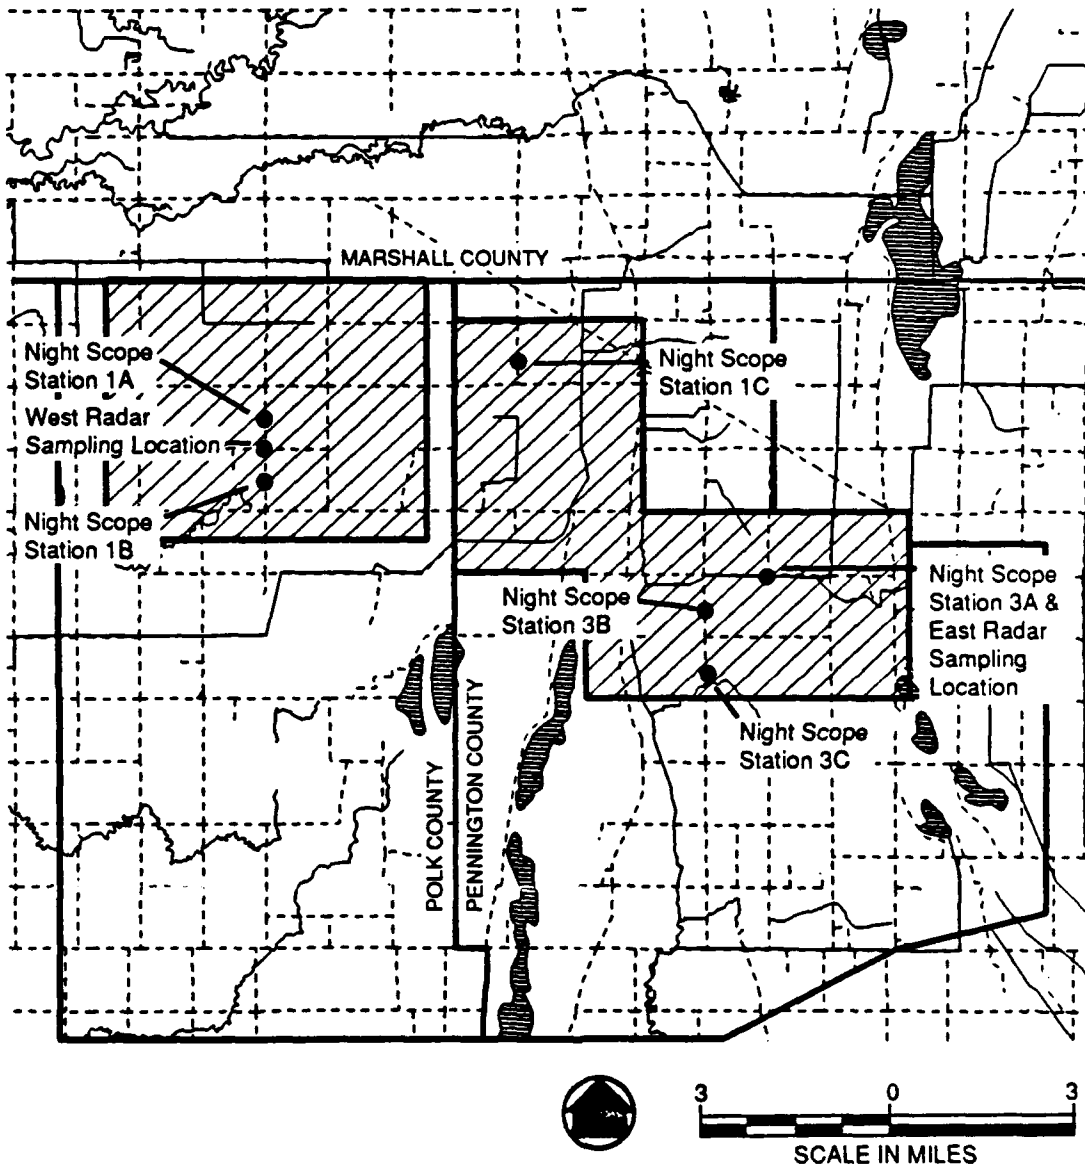 MARSHALL COUNTY
Night Scope
Station 1A
West Radar
Sampling Location
Night Scope
Station 1B
Night Scope
Station 1C
Night Scope
Station 3B
Night Scope
Station 3A &
East Radar
Sampling
Location
Night Scope
Station 3C
POLK COUNTY
PENNINGTON COUNTY
3 0 3
SCALE IN MILES